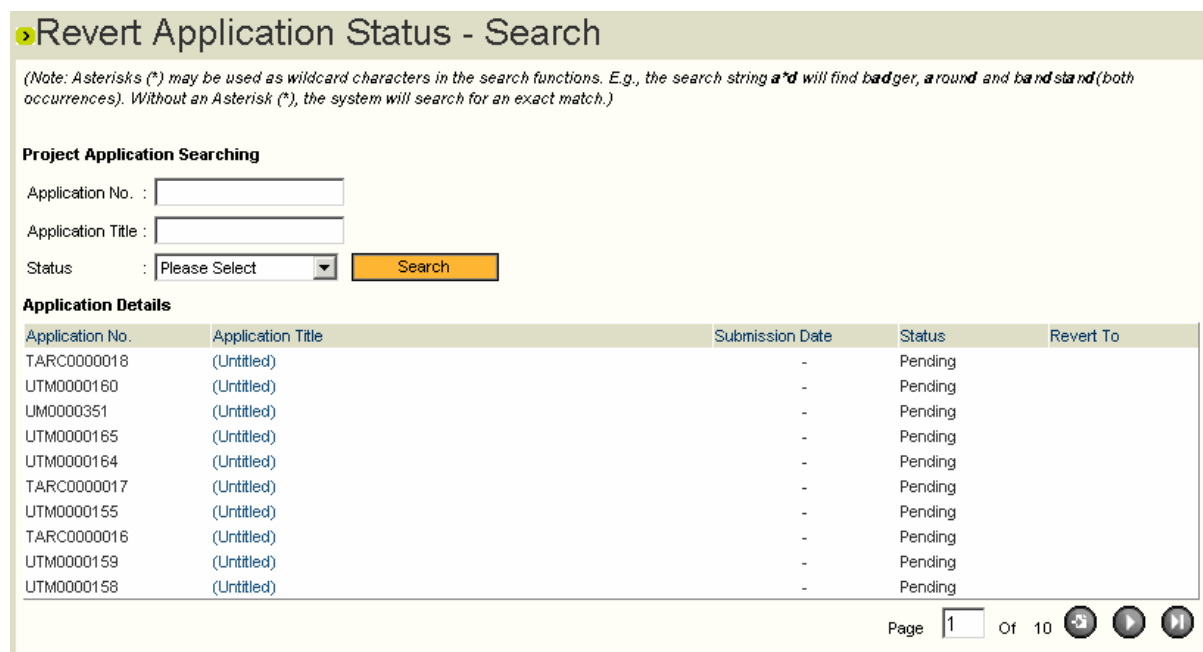 Revert Application Status - Search
(Note: Asterisks (*) may be used as wildcard characters in the search functions. E.g., the search string a*d will find badger, around and bandstand(both
occurrences). Without an Asterisk (*), the system will search for an exact match.)
Project Application Searching
Application No. :
Application Title :
Status : Please Select Search
Application Details
Application No. Application Title Submission Date Status Revert To
TARC0000018 (Untitled) - Pending
UTM0000160 (Untitled) - Pending
UM0000351 (Untitled) - Pending
UTM0000165 (Untitled) - Pending
UTM0000164 (Untitled) - Pending
TARC0000017 (Untitled) - Pending
UTM0000155 (Untitled) - Pending
TARC0000016 (Untitled) - Pending
UTM0000159 (Untitled) - Pending
UTM0000158 (Untitled) - Pending
Page 1 Of 10